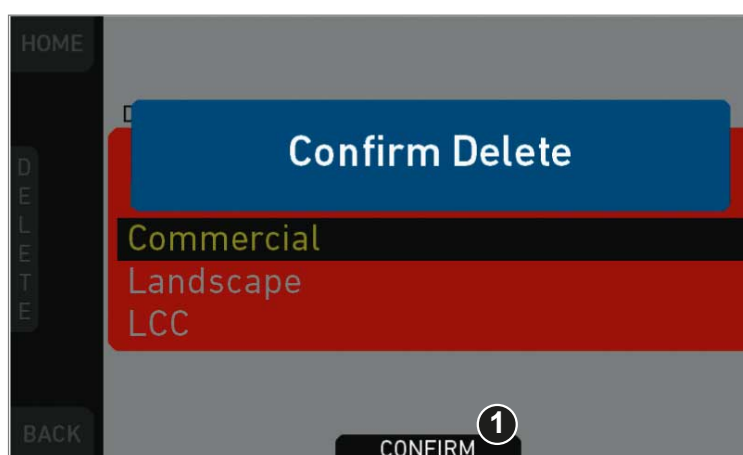 HOME
D
Confirm Delete
D
E
L
E
T
E
Commercial
Landscape
LCC
1
BACK
CONFIRM